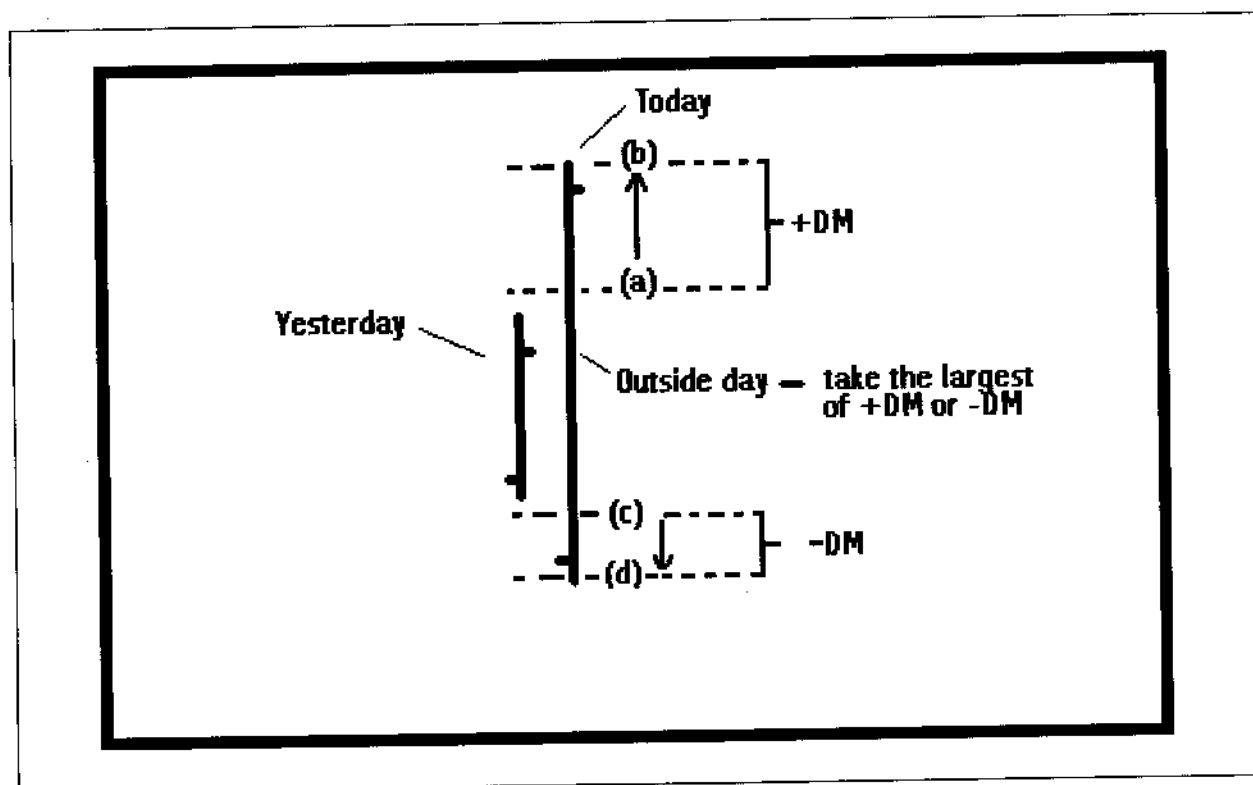 Today
(b)
+DM
(a)
Yesterday
Outside day — take the largest
of +DM or -DM
(c)
-DM
(d)